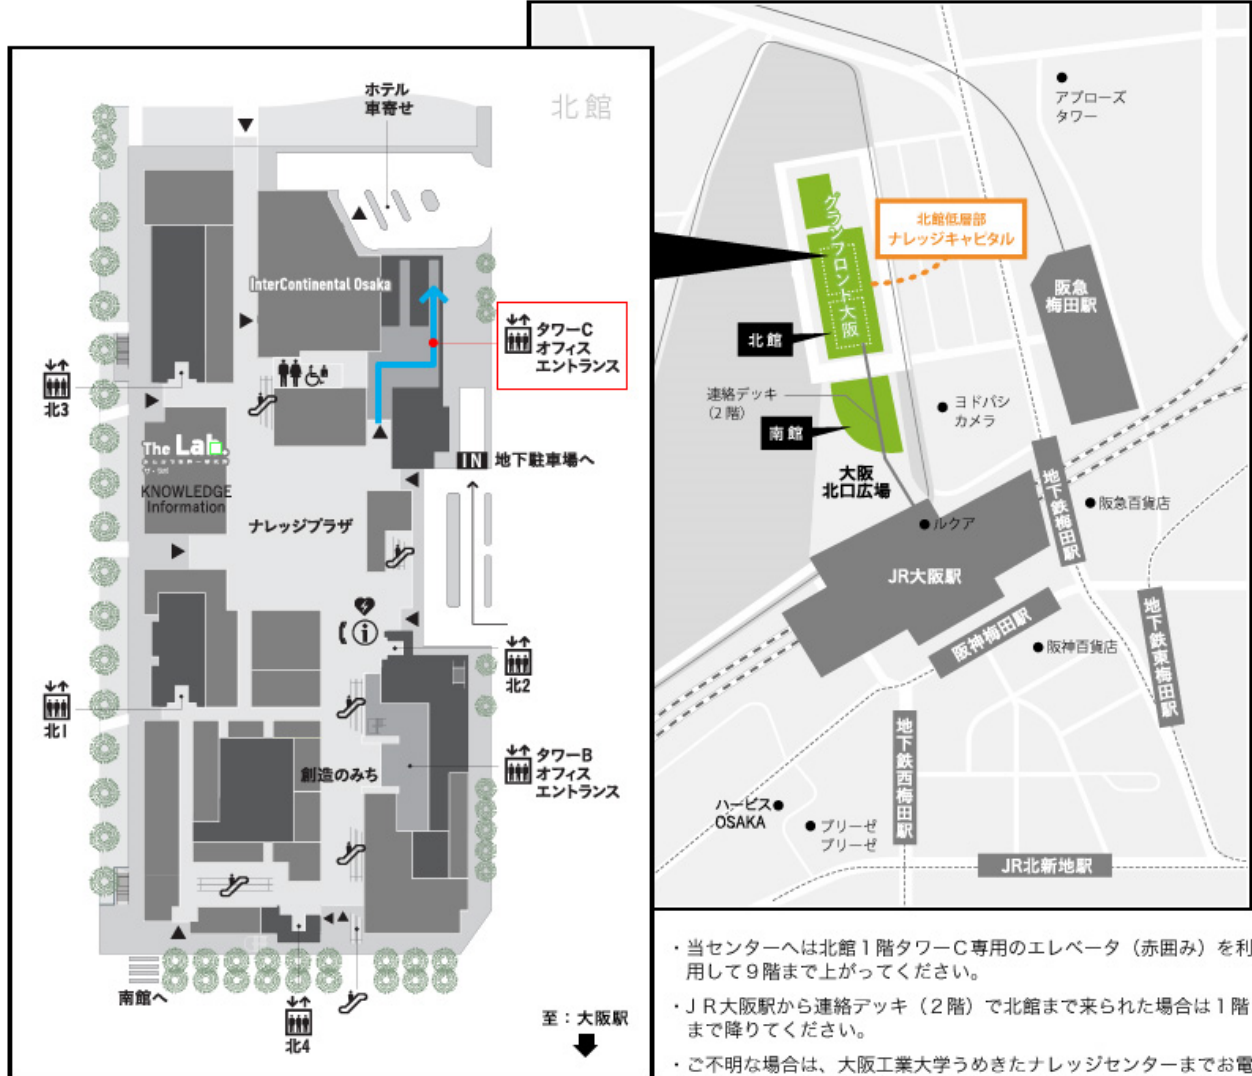 北館
ホテル
車寄せ
InterContinental Osaka
タワーC
オフィス
エントランス
北3
The Lab.
KNOWLEDGE
Information
IN
地下駐車場へ
ナレッジプラザ
北2
北1
タワーB
オフィス
エントランス
創造のみち
南館へ
北4
至：大阪駅
アプローズ
タワー
グランフロント大阪
北館低層部
ナレッジキャピタル
阪急
梅田駅
北館
連絡デッキ
（2階）
南館
ヨドバシ
カメラ
大阪
北口広場
ルクア
地下鉄梅田駅
阪急百貨店
JR大阪駅
阪神梅田駅
阪神百貨店
地下鉄東梅田駅
地下鉄西梅田駅
ハービス
OSAKA
ブリーゼ
ブリーゼ
JR北新地駅
・当センターへは北館１階タワーＣ専用のエレベータ（赤囲み）を利
用して９階まで上がってください。
・ＪＲ大阪駅から連絡デッキ（２階）で北館まで来られた場合は１階
まで降りてください。
・ご不明な場合は、大阪工業大学うめきたナレッジセンターまでお電